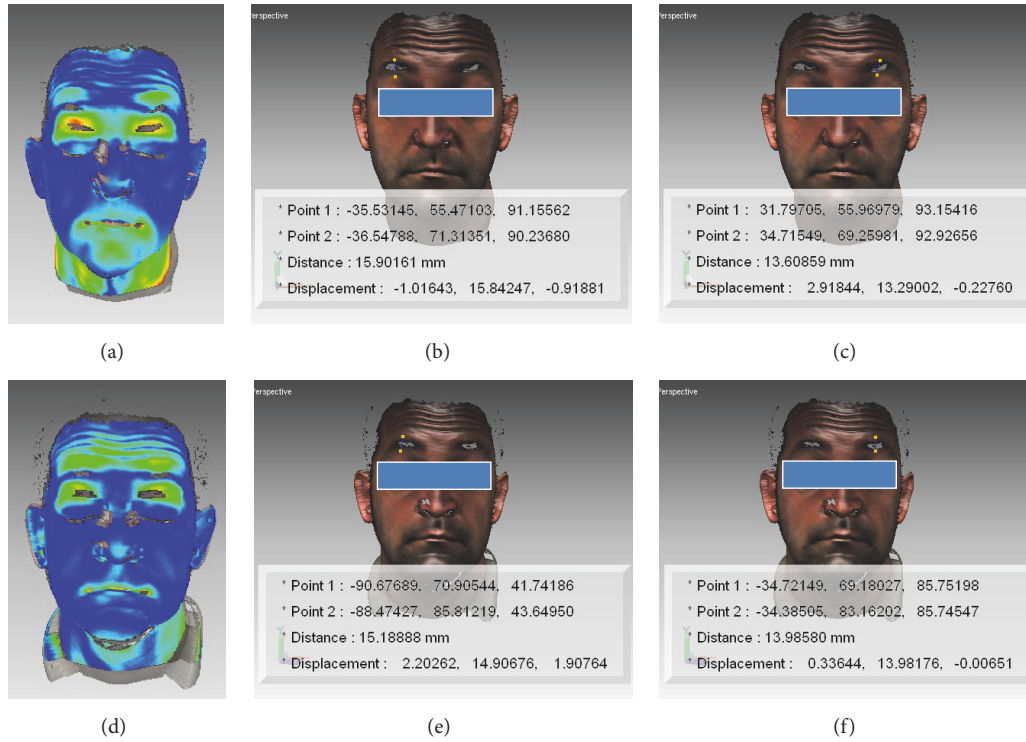 Perspective
Perspective
* Point 1 : -35.53145, 55.47103, 91.15562
* Point 2 : -36.54788, 71.31351, 90.23680
* Distance : 15.90161 mm
* Displacement : -1.01643, 15.84247, -0.91881
* Point 1 : 31.79705, 55.96979, 93.15416
* Point 2 : 34.71549, 69.25981, 92.92656
* Distance : 13.60859 mm
* Displacement : 2.91844, 13.29002, -0.22760
(a)
(b)
(c)
Perspective
Perspective
* Point 1 : -90.67689, 70.90544, 41.74186
* Point 2 : -88.47427, 85.81219, 43.64950
* Distance : 15.18888 mm
* Displacement : 2.20262, 14.90676, 1.90764
* Point 1 : -34.72149, 69.18027, 85.75198
* Point 2 : -34.38505, 83.16202, 85.74547
* Distance : 13.98580 mm
* Displacement : 0.33644, 13.98176, -0.00651
(d)
(e)
(f)